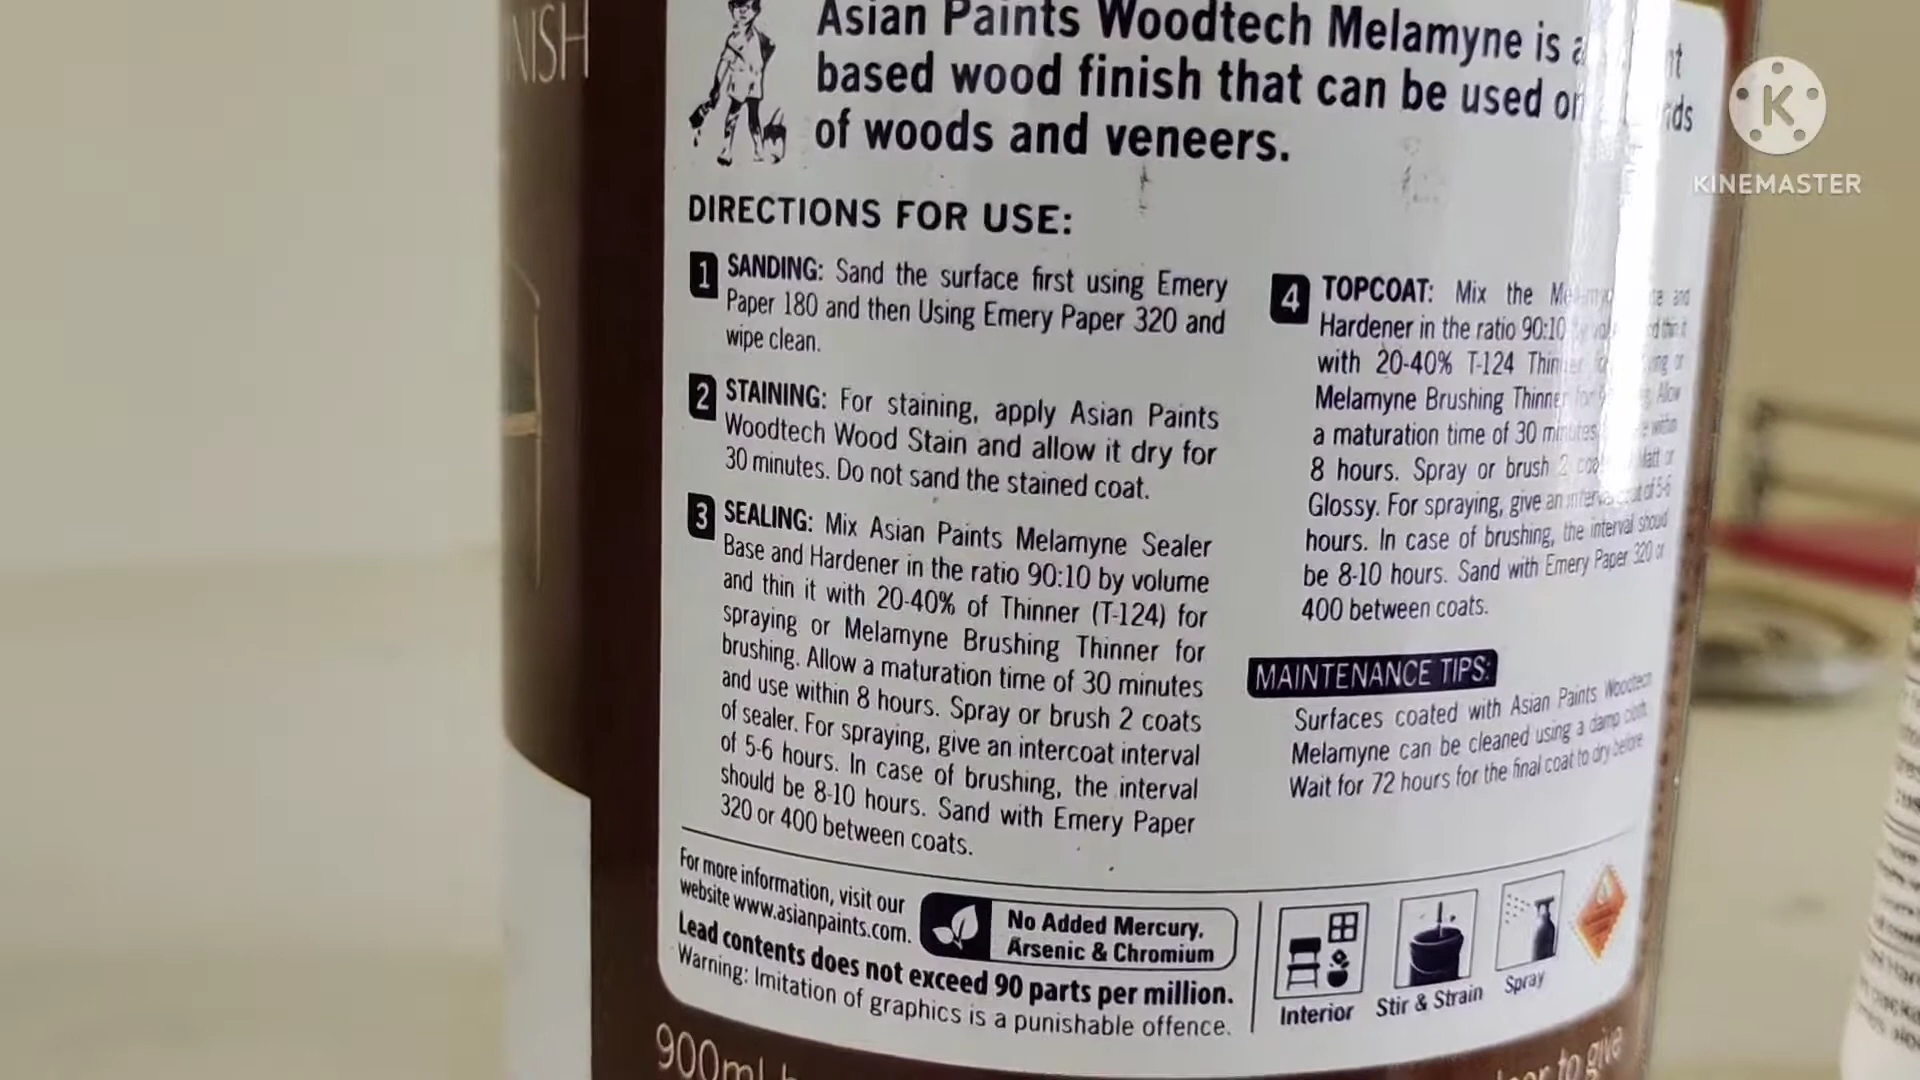 NISH
Asian Paints Woodtech Melamyne is a
based wood finish that can be used on
of woods and veneers.
K
KINEMASTER
DIRECTIONS FOR USE:
1 SANDING: Sand the surface first using Emery
Paper 180 and then Using Emery Paper 320 and
wipe clean.
2 STAINING: For staining, apply Asian Paints
Woodtech Wood Stain and allow it dry for
30 minutes. Do not sand the stained coat.
3 SEALING: Mix Asian Paints Melamyne Sealer
Base and Hardener in the ratio 90:10 by volume
and thin it with 20-40% of Thinner (T-124) for
spraying or Melamyne Brushing Thinner for
brushing. Allow a maturation time of 30 minutes
and use within 8 hours. Spray or brush 2 coats
of sealer. For spraying, give an intercoat interval
of 5-6 hours. In case of brushing, the interval
should be 8-10 hours. Sand with Emery Paper
320 or 400 between coats.
4 TOPCOAT: Mix the and
Hardener in the ratio 90:10
with 20-40% T-124 Thinner or
Melamyne Brushing Thinner Allow
a maturation time of 30 minutes within
8 hours. Spray or brush 2 Matt or
Glossy. For spraying, give an of 5-6
hours. In case of brushing, the interval should
be 8-10 hours. Sand with Emery Paper 320 or
400 between coats.
MAINTENANCE TIPS:
Surfaces coated with Asian Paints Woodtech
Melamyne can be cleaned using a damp cloth.
Wait for 72 hours for the final coat to dry before
For more information, visit our
website www.asianpaints.com.
No Added Mercury,
Arsenic & Chromium
Lead contents does not exceed 90 parts per million.
Warning: Imitation of graphics is a punishable offence.
Interior
Stir & Strain
Spray
900ml
to give